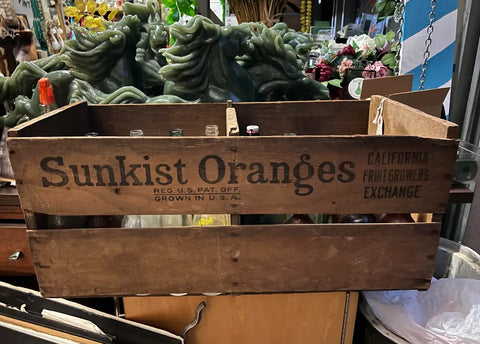 Sunkist Oranges
REG. U.S. PAT. OFF.
GROWN IN U.S.A.
CALIFORNIA
FRUIT GROWERS
EXCHANGE